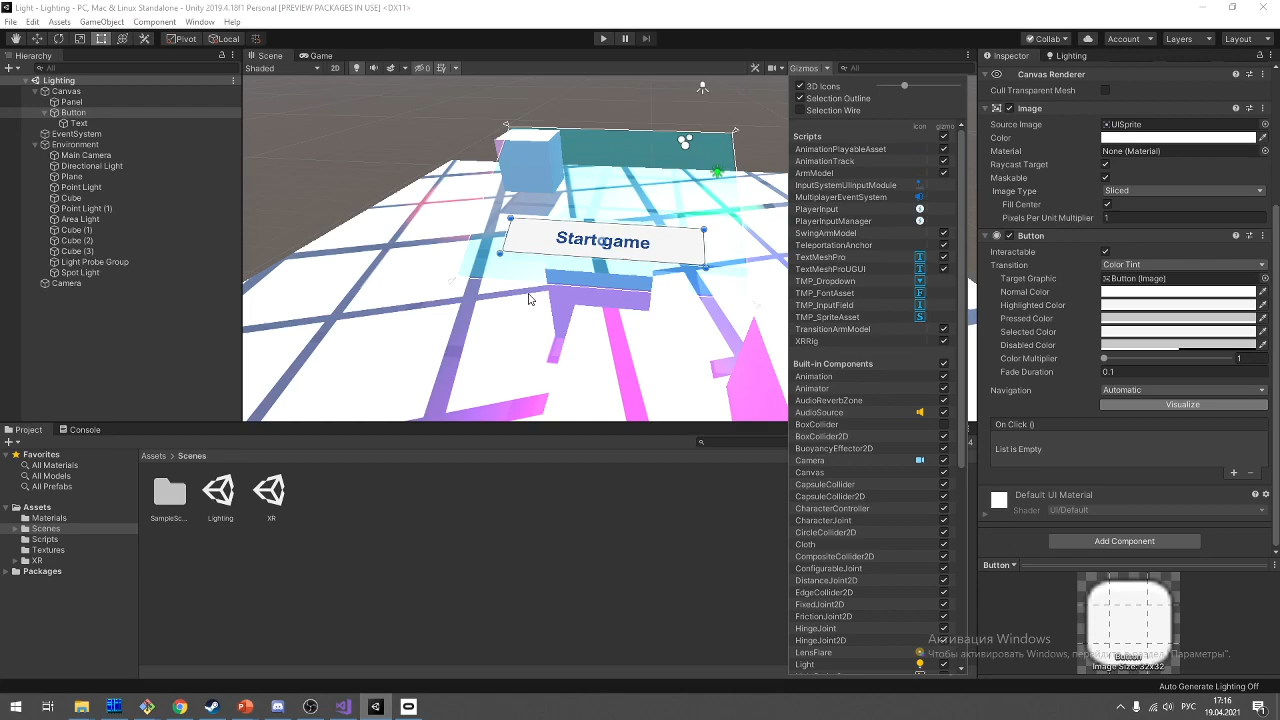 Light - Lighting - PC, Mac & Linux Standalone - Unity 2019.4.18f1 Personal [PREVIEW PACKAGES IN USE] <DX11>
File Edit Assets GameObject Component Window Help
Pivot Local Collab Account Layers Layout
Hierarchy
All
Lighting
Canvas
Panel
Button
Text
EventSystem
Environment
Main Camera
Directional Light
Plane
Point Light
Cube
Point Light (1)
Area Light
Cube (1)
Cube (2)
Cube (3)
Light Probe Group
Spot Light
Camera
Scene Game
Shaded 2D 0
Start game
Gizmos All
3D Icons
Selection Outline
Selection Wire
icon gizmo
Scripts
AnimationPlayableAsset
AnimationTrack
ArmModel
InputSystemUIInputModule
MultiplayerEventSystem
PlayerInput
PlayerInputManager
SwingArmModel
TeleportationAnchor
TextMeshPro
TextMeshProUGUI
TMP_Dropdown
TMP_FontAsset
TMP_InputField
TMP_SpriteAsset
TransitionArmModel
XRRig
Built-in Components
Animation
Animator
AudioReverbZone
AudioSource
BoxCollider
BoxCollider2D
BuoyancyEffector2D
Camera
Canvas
CapsuleCollider
CapsuleCollider2D
CharacterController
CharacterJoint
CircleCollider2D
Cloth
CompositeCollider2D
ConfigurableJoint
DistanceJoint2D
EdgeCollider2D
FixedJoint2D
FrictionJoint2D
HingeJoint
HingeJoint2D
LensFlare
Light
Inspector Lighting
Canvas Renderer
Cull Transparent Mesh
Image
Source Image UISprite
Color
Material None (Material)
Raycast Target
Maskable
Image Type Sliced
Fill Center
Pixels Per Unit Multiplier 1
Button
Interactable
Transition Color Tint
Target Graphic Button (Image)
Normal Color
Highlighted Color
Pressed Color
Selected Color
Disabled Color
Color Multiplier 1
Fade Duration 0.1
Navigation Automatic
Visualize
On Click ()
List is Empty
Default UI Material
Shader UI/Default
Add Component
Button
Button
Image Size: 32x32
Активация Windows
Чтобы активировать Windows, перейдите в раздел "Параметры".
Project Console
Favorites
All Materials
All Models
All Prefabs
Assets
Materials
Scenes
Scripts
Textures
XR
Packages
Assets > Scenes
SampleSc... Lighting XR
Auto Generate Lighting Off
РУС
17:16
19.04.2021